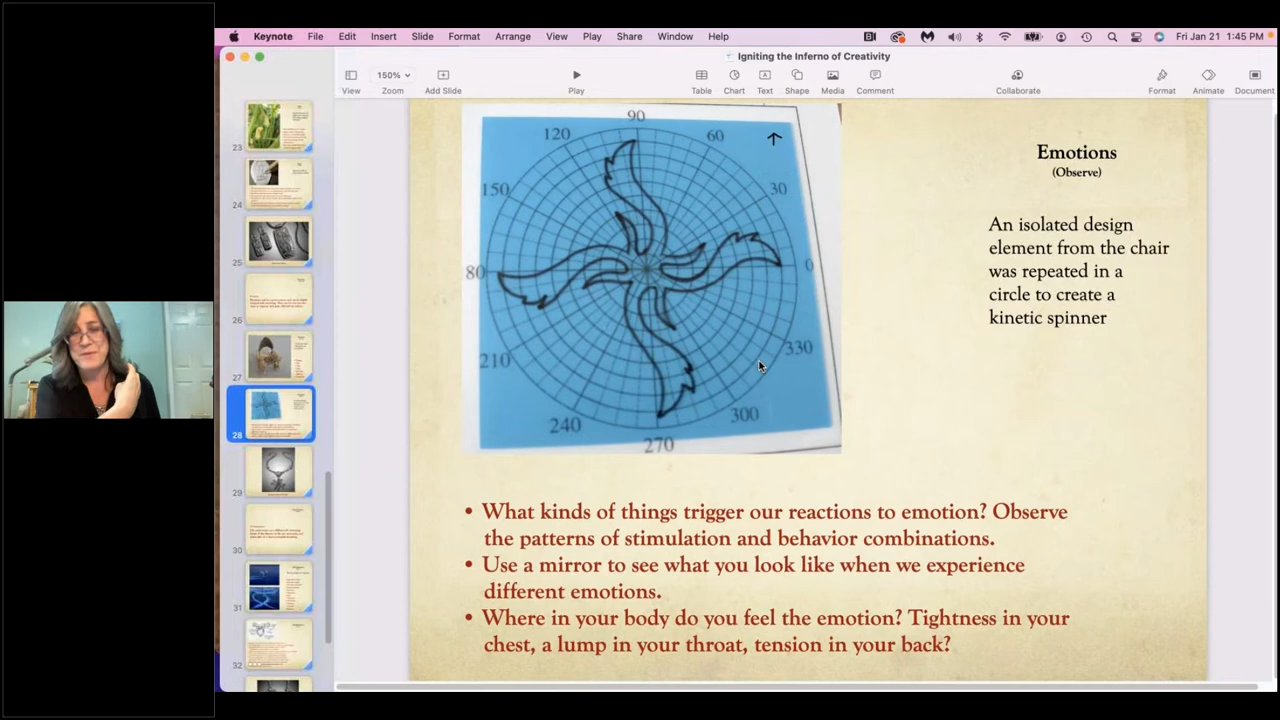 Keynote File Edit Insert Slide Format Arrange View Play Share Window Help Fri Jan 21 1:45 PM
Igniting the Inferno of Creativity
150%
View Zoom Add Slide Play Table Chart Text Shape Media Comment Collaborate Format Animate Document
23
24
25
26
27
28
29
30
31
32
90
120 60
150 30
80 0
210 330
240 300
270
Emotions
(Observe)
An isolated design
element from the chair
was repeated in a
circle to create a
kinetic spinner
• What kinds of things trigger our reactions to emotion? Observe
the patterns of stimulation and behavior combinations.
• Use a mirror to see what you look like when we experience
different emotions.
• Where in your body do you feel the emotion? Tightness in your
chest, a lump in your throat, tension in your back?